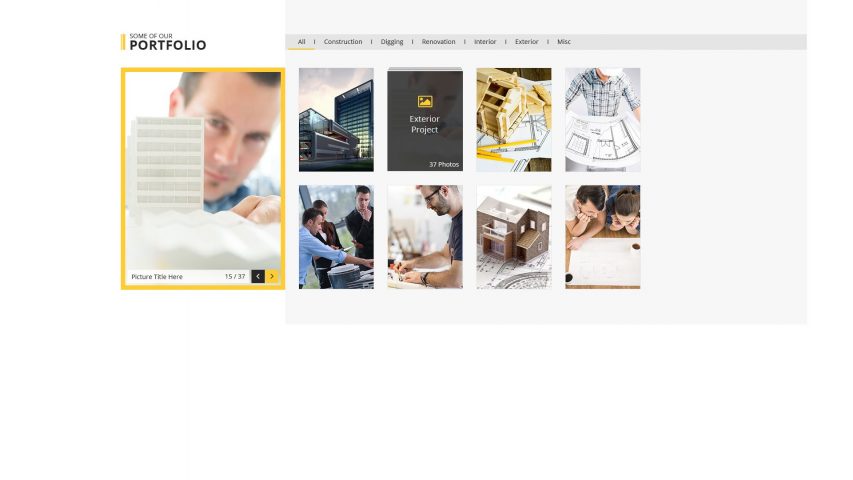 SOME OF OUR
PORTFOLIO
All | Construction | Digging | Renovation | Interior | Exterior | Misc
Exterior
Project
37 Photos
Picture Title Here 15 / 37